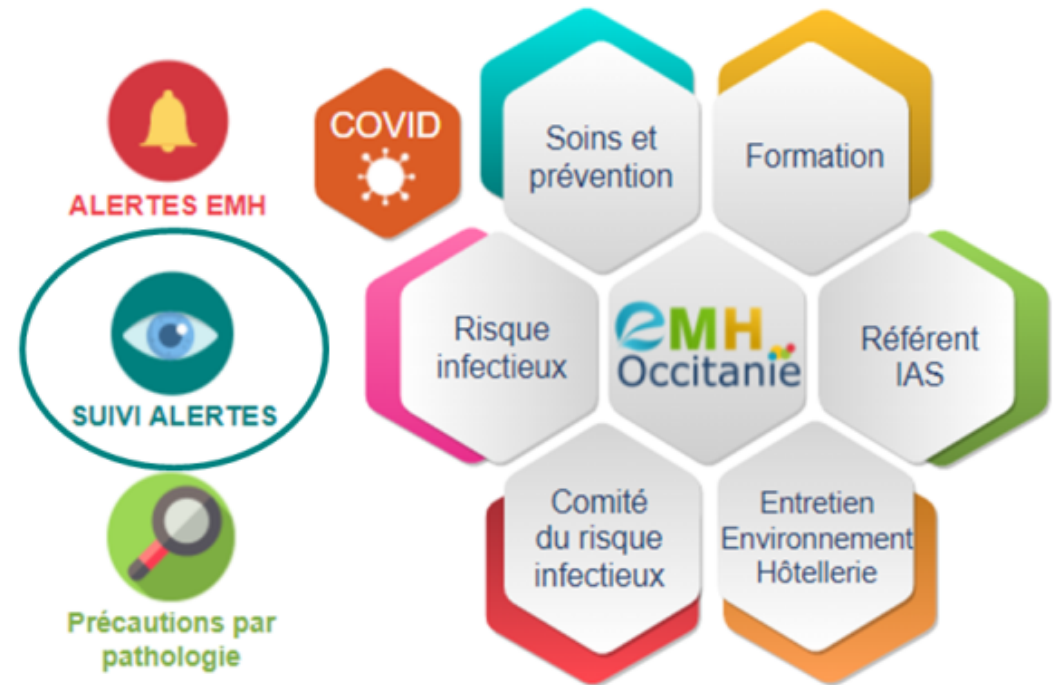 ALERTES EMH
SUIVI ALERTES
Précautions par
pathologie
COVID
Soins et
prévention
Formation
Risque
infectieux
eMH
Occitanie
Référent
IAS
Comité
du risque
infectieux
Entretien
Environnement
Hôtellerie